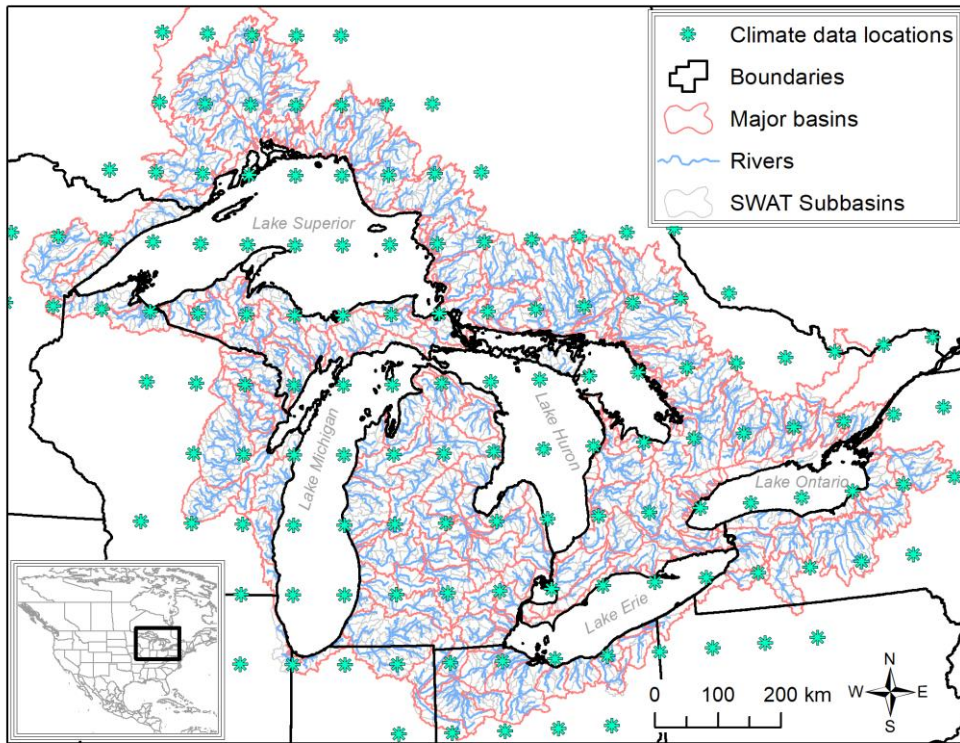 Climate data locations
Boundaries
Major basins
Rivers
SWAT Subbasins
Lake Superior
Lake Michigan
Lake Huron
Lake Ontario
Lake Erie
0 100 200 km
N
W E
S